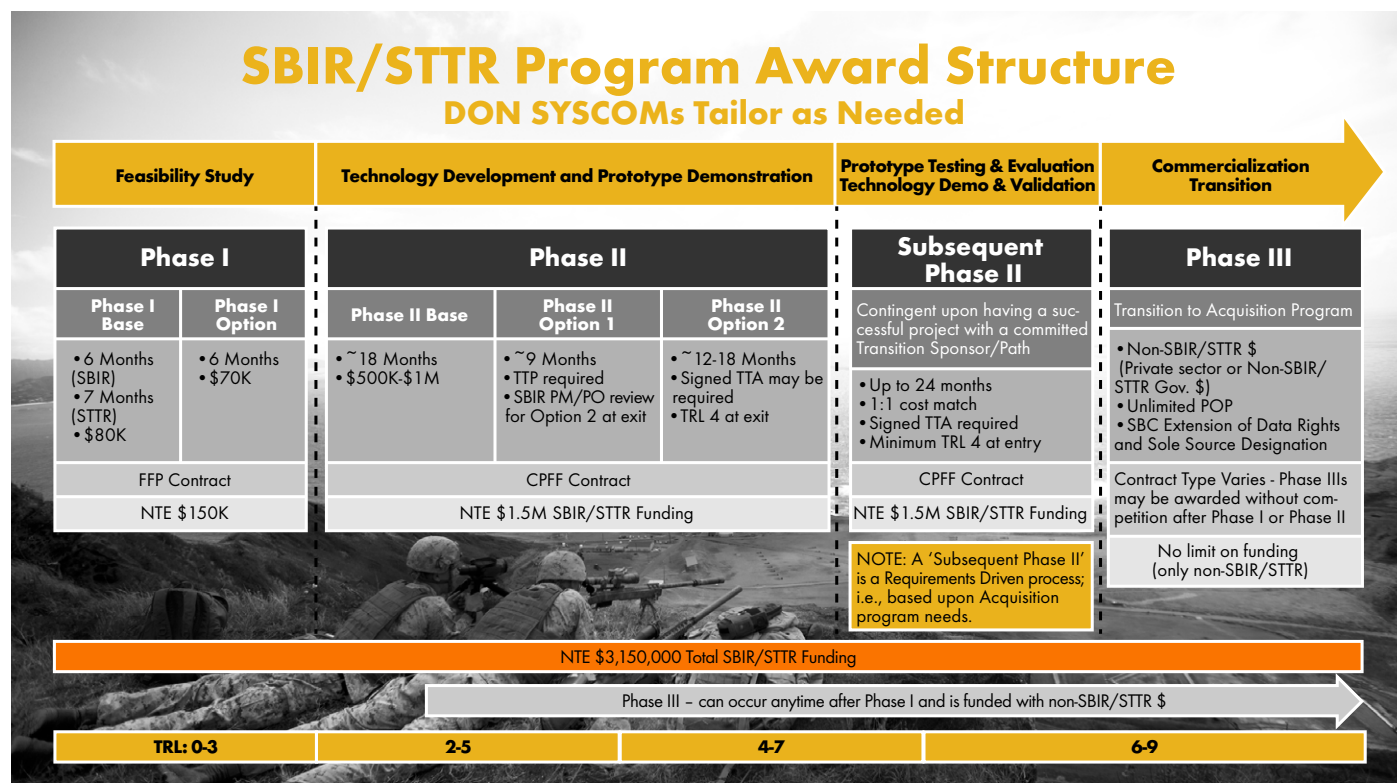 SBIR/STTR Program Award Structure
DON SYSCOMs Tailor as Needed
Feasibility Study
Technology Development and Prototype Demonstration
Prototype Testing & Evaluation
Technology Demo & Validation
Commercialization
Transition
Phase I
Phase I
Base
Phase I
Option
• 6 Months
(SBIR)
• 7 Months
(STTR)
• $80K
• 6 Months
• $70K
FFP Contract
NTE $150K
Phase II
Phase II Base
Phase II
Option 1
Phase II
Option 2
• ~18 Months
• $500K-$1M
• ~9 Months
• TTP required
• SBIR PM/PO review
for Option 2 at exit
• ~12-18 Months
• Signed TTA may be
required
• TRL 4 at exit
CPFF Contract
NTE $1.5M SBIR/STTR Funding
Subsequent
Phase II
Contingent upon having a suc-
cessful project with a committed
Transition Sponsor/Path
• Up to 24 months
• 1:1 cost match
• Signed TTA required
• Minimum TRL 4 at entry
CPFF Contract
NTE $1.5M SBIR/STTR Funding
NOTE: A ‘Subsequent Phase II’
is a Requirements Driven process;
i.e., based upon Acquisition
program needs.
Phase III
Transition to Acquisition Program
• Non-SBIR/STTR $
(Private sector or Non-SBIR/
STTR Gov. $)
• Unlimited POP
• SBC Extension of Data Rights
and Sole Source Designation
Contract Type Varies - Phase IIIs
may be awarded without com-
petition after Phase I or Phase II
No limit on funding
(only non-SBIR/STTR)
NTE $3,150,000 Total SBIR/STTR Funding
Phase III – can occur anytime after Phase I and is funded with non-SBIR/STTR $
TRL: 0-3
2-5
4-7
6-9